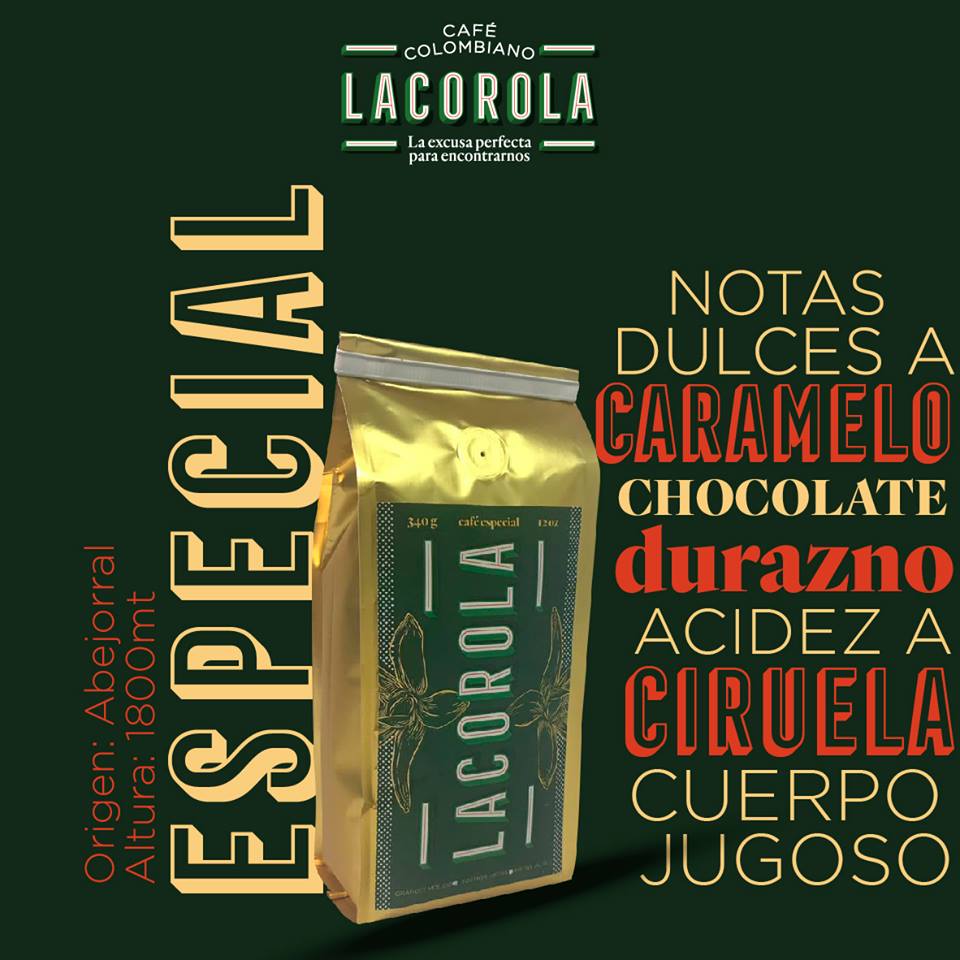 CAFÉ
COLOMBIANO
LACOROLA
La excusa perfecta
para encontrarnos
ESPECIAL
Origen: Abejorral
Altura: 1800mt
340 g café especial 12 oz
LACOROLA
NOTAS
DULCES A
CARAMELO
CHOCOLATE
durazno
ACIDEZ A
CIRUELA
CUERPO
JUGOSO